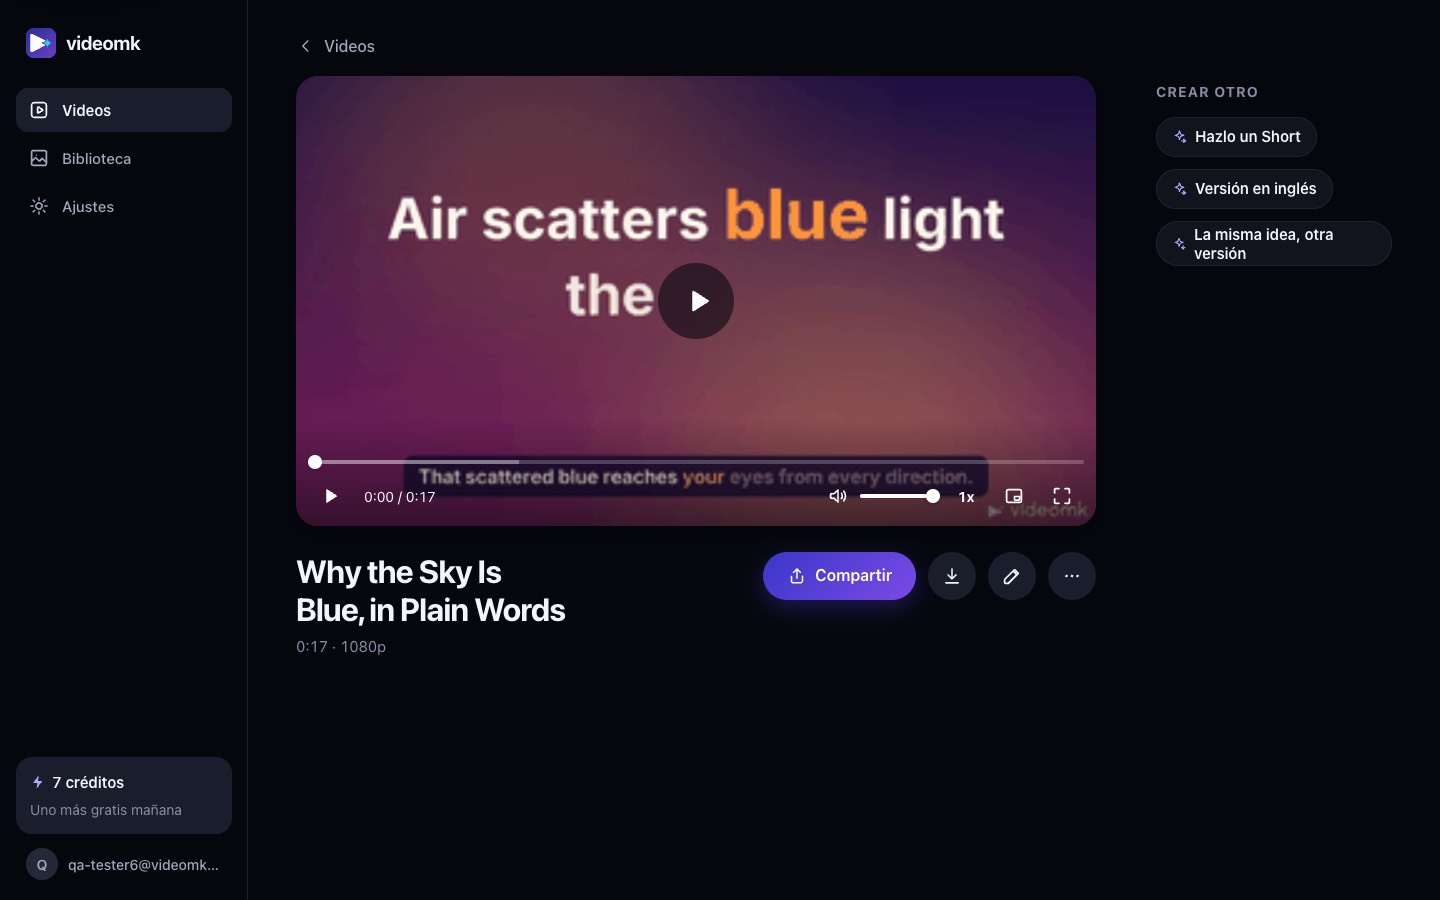 videomk
Videos
Biblioteca
Ajustes
7 créditos
Uno más gratis mañana
Q
qa-tester6@videomk...
Videos
Air scatters blue light
the
That scattered blue reaches your eyes from every direction.
0:00 / 0:17
1x
videomk
Why the Sky Is
Blue, in Plain Words
0:17 · 1080p
Compartir
CREAR OTRO
Hazlo un Short
Versión en inglés
La misma idea, otra
versión